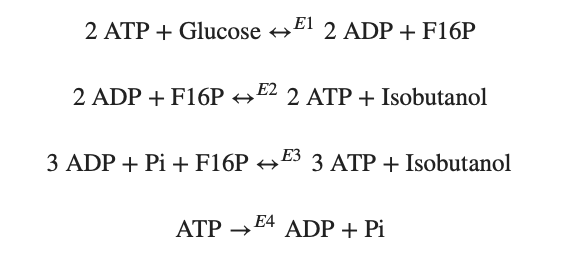 2 ATP + Glucose ↔E1 2 ADP + F16P
2 ADP + F16P ↔E2 2 ATP + Isobutanol
3 ADP + Pi + F16P ↔E3 3 ATP + Isobutanol
ATP →E4 ADP + Pi